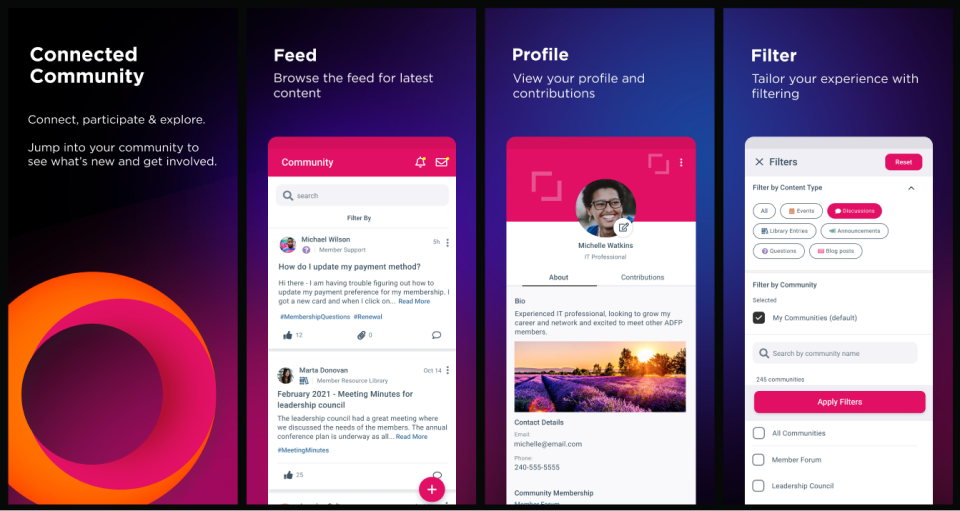 Connected
Community
Connect, participate & explore.
Jump into your community to
see what's new and get involved.
Feed
Browse the feed for latest
content
Community
search
Filter By
Michael Wilson
5h
Member Support
How do I update my payment method?
Hi there - I am having trouble figuring out how to
update my payment preference for my membership. I
got a new card and when I click on... Read More
#MembershipQuestions #Renewal
12
0
Marta Donovan
Oct 14
Member Resource Library
February 2021 - Meeting Minutes for
leadership council
The leadership council had a great meeting where
we discussed the needs of the members. The annual
conference plan is underway as all... Read More
#MeetingMinutes
25
Profile
View your profile and
contributions
Michelle Watkins
IT Professional
About
Contributions
Bio
Experienced IT professional, looking to grow my
career and network and excited to meet other ADFP
members.
Contact Details
Email:
michelle@email.com
Phone:
240-555-5555
Community Membership
Member Forum
Filter
Tailor your experience with
filtering
Filters
Reset
Filter by Content Type
All
Events
Discussions
Library Entries
Announcements
Questions
Blog posts
Filter by Community
Selected
My Communities (default)
Search by community name
245 communities
Apply Filters
All Communities
Member Forum
Leadership Council